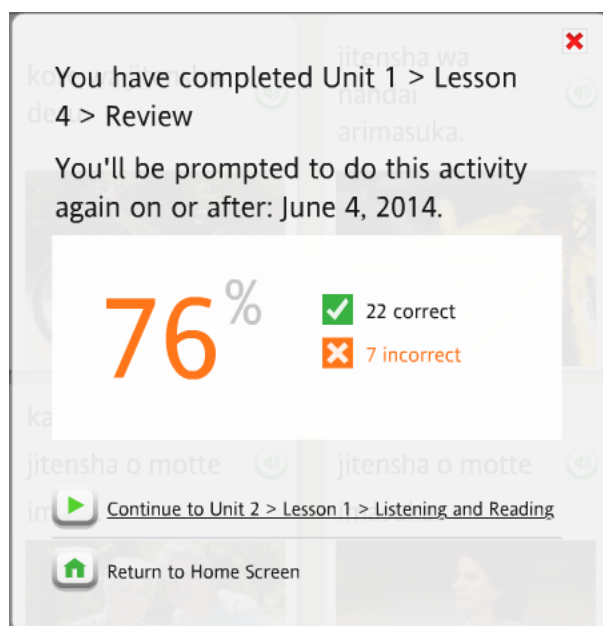 You have completed Unit 1 > Lesson
4 > Review
You'll be prompted to do this activity
again on or after: June 4, 2014.
76%
22 correct
7 incorrect
jitensha wa
nandai
arimasuka.
jitensha o motte
jitensha o motte
Continue to Unit 2 > Lesson 1 > Listening and Reading
Return to Home Screen